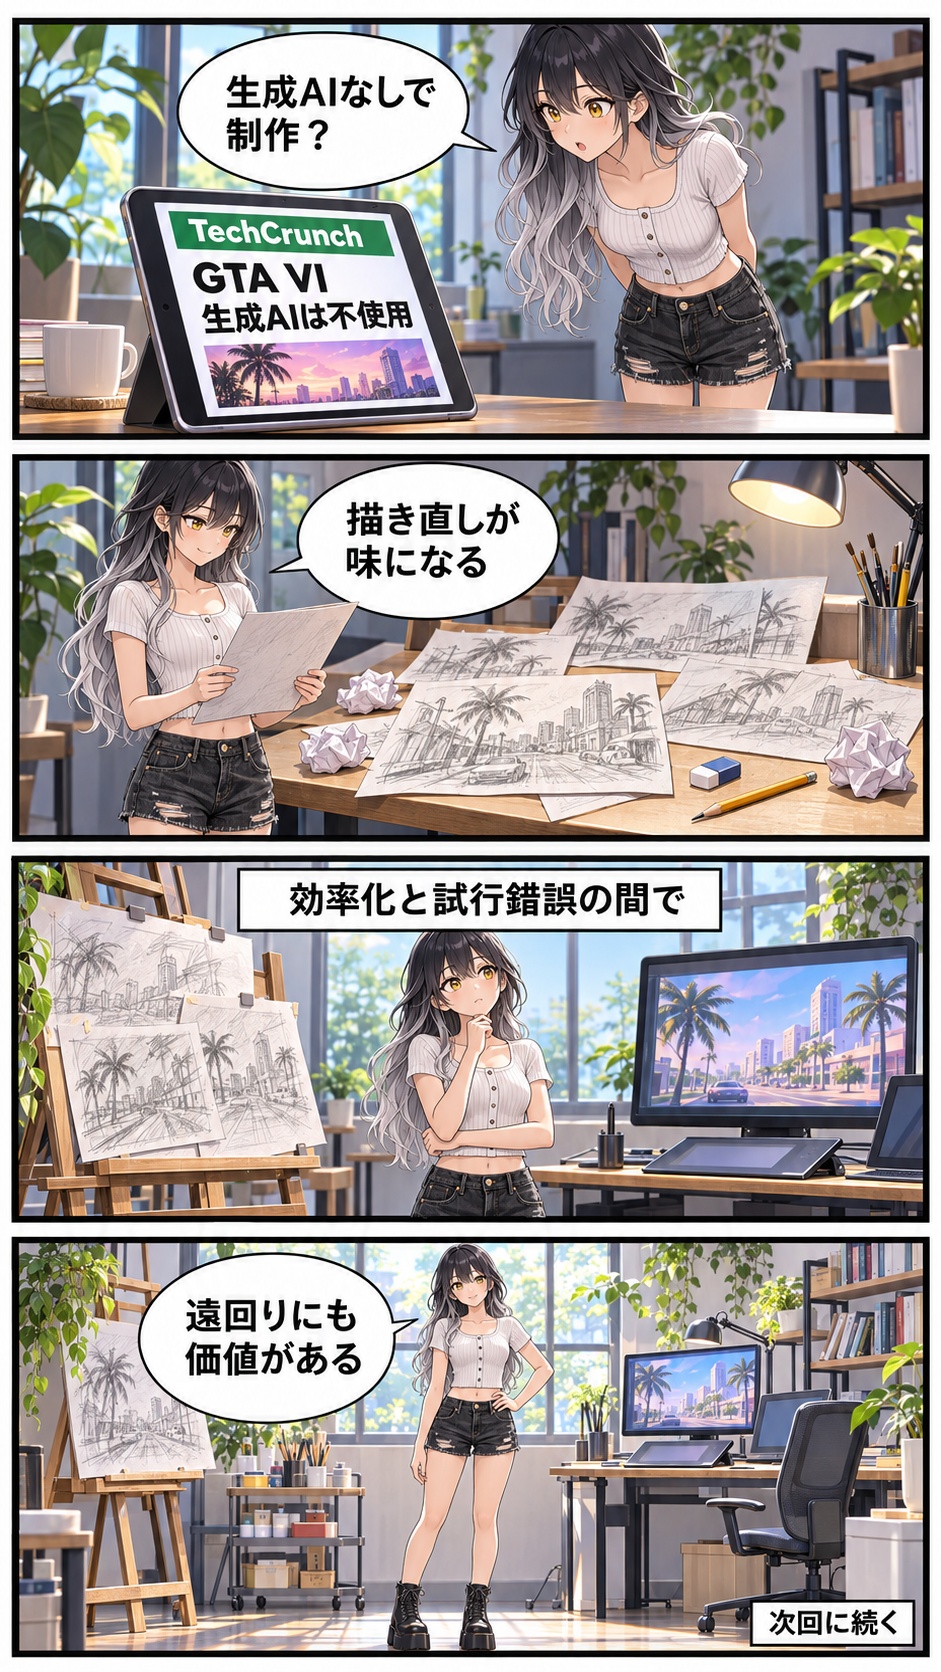 生成AIなしで
制作？
TechCrunch
GTA VI
生成AIは不使用
描き直しが
味になる
効率化と試行錯誤の間で
遠回りにも
価値がある
次回に続く